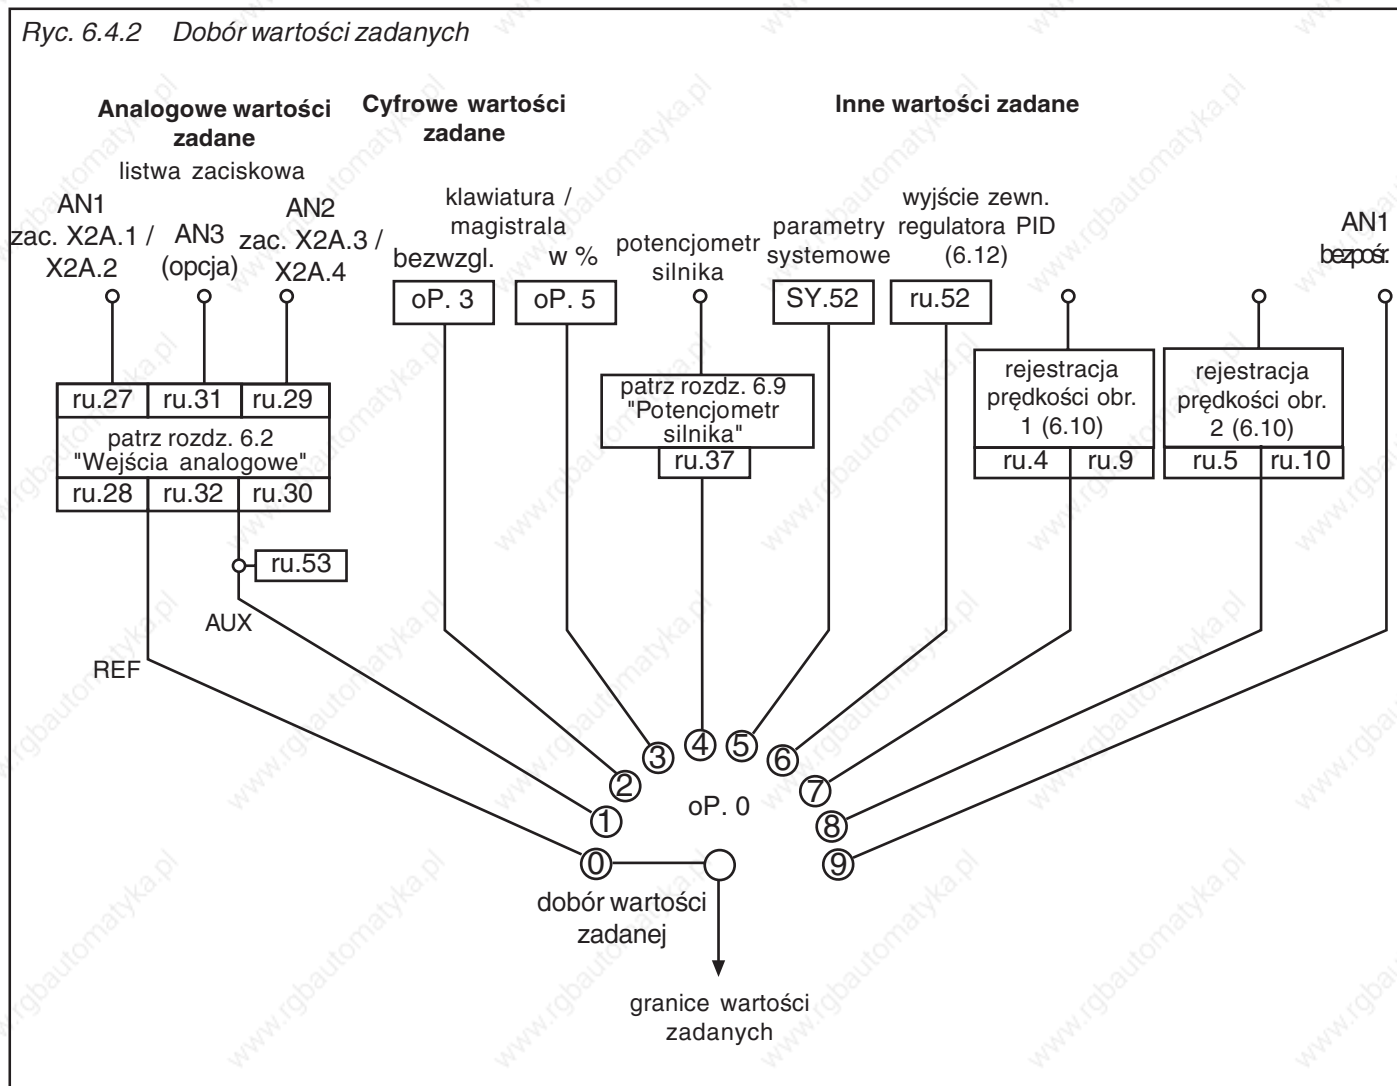 Ryc. 6.4.2 Dobór wartości zadanych
Analogowe wartości
zadane
listwa zaciskowa
Cyfrowe wartości
zadane
Inne wartości zadane
AN1
zac. X2A.1 /
X2A.2
AN3
(opcja)
AN2
zac. X2A.3 /
X2A.4
klawiatura /
magistrala
bezwzgl.
w %
potencjometr
silnika
parametry
systemowe
wyjście zewn.
regulatora PID
(6.12)
AN1
bezpośr.
oP. 3
oP. 5
SY.52
ru.52
ru.27
ru.31
ru.29
patrz rozdz. 6.2
"Wejścia analogowe"
ru.28
ru.32
ru.30
patrz rozdz. 6.9
"Potencjometr
silnika"
ru.37
rejestracja
prędkości obr.
1 (6.10)
ru.4
ru.9
rejestracja
prędkości obr.
2 (6.10)
ru.5
ru.10
ru.53
AUX
REF
0
1
2
3
4
5
6
7
8
9
oP. 0
dobór wartości
zadanej
granice wartości
zadanych
www.rgbautomatyka.pl